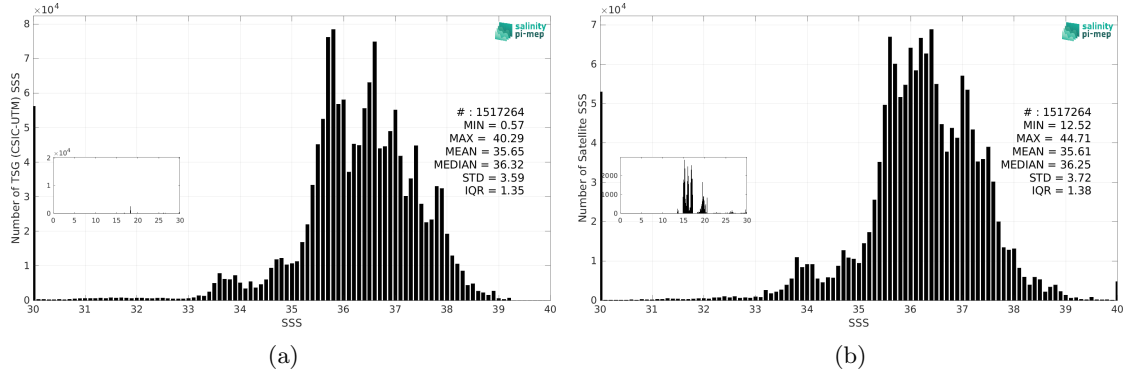 ×10⁴
8
7
6
5
4
3
2
1
0
Number of TSG (CSIC-UTM) SSS
30 31 32 33 34 35 36 37 38 39 40
SSS
salinity
pi-mep
# : 1517264
MIN = 0.57
MAX = 40.29
MEAN = 35.65
MEDIAN = 36.32
STD = 3.59
IQR = 1.35
×10⁴
2
1
0
0 5 10 15 20 25 30
(a)
×10⁴
8
7
6
5
4
3
2
1
0
Number of Satellite SSS
30 31 32 33 34 35 36 37 38 39 40
SSS
salinity
pi-mep
# : 1517264
MIN = 12.52
MAX = 44.71
MEAN = 35.61
MEDIAN = 36.25
STD = 3.72
IQR = 1.38
2000
1000
0
0 5 10 15 20 25 30
(b)